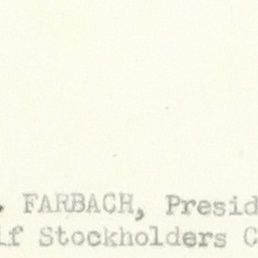 . FARBACH, Presid
if Stockholders C